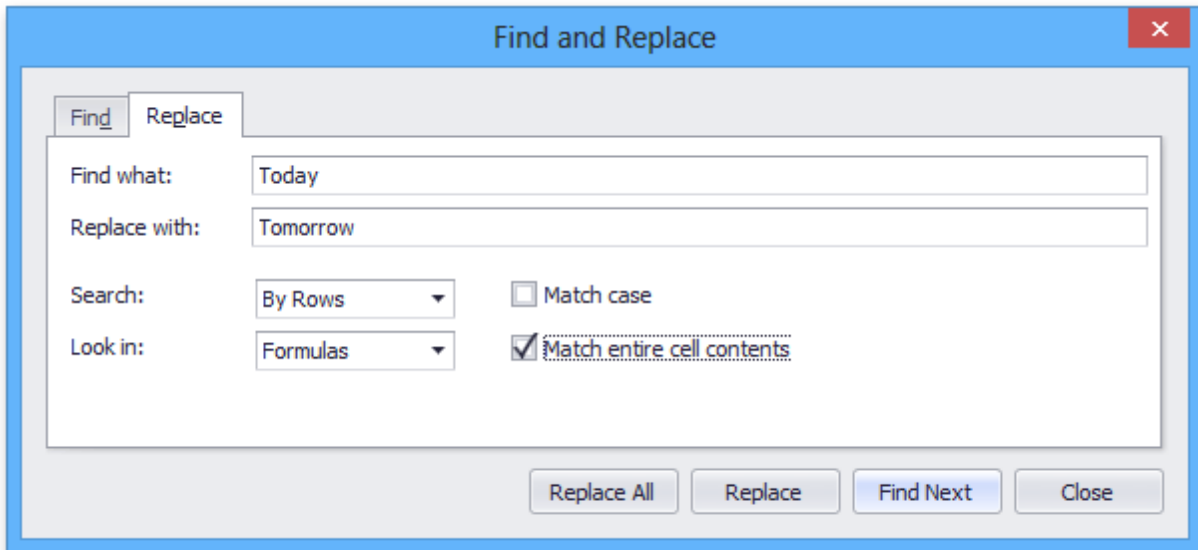 Find and Replace
Find Replace
Find what: Today
Replace with: Tomorrow
Search: By Rows Match case
Look in: Formulas Match entire cell contents
Replace All Replace Find Next Close